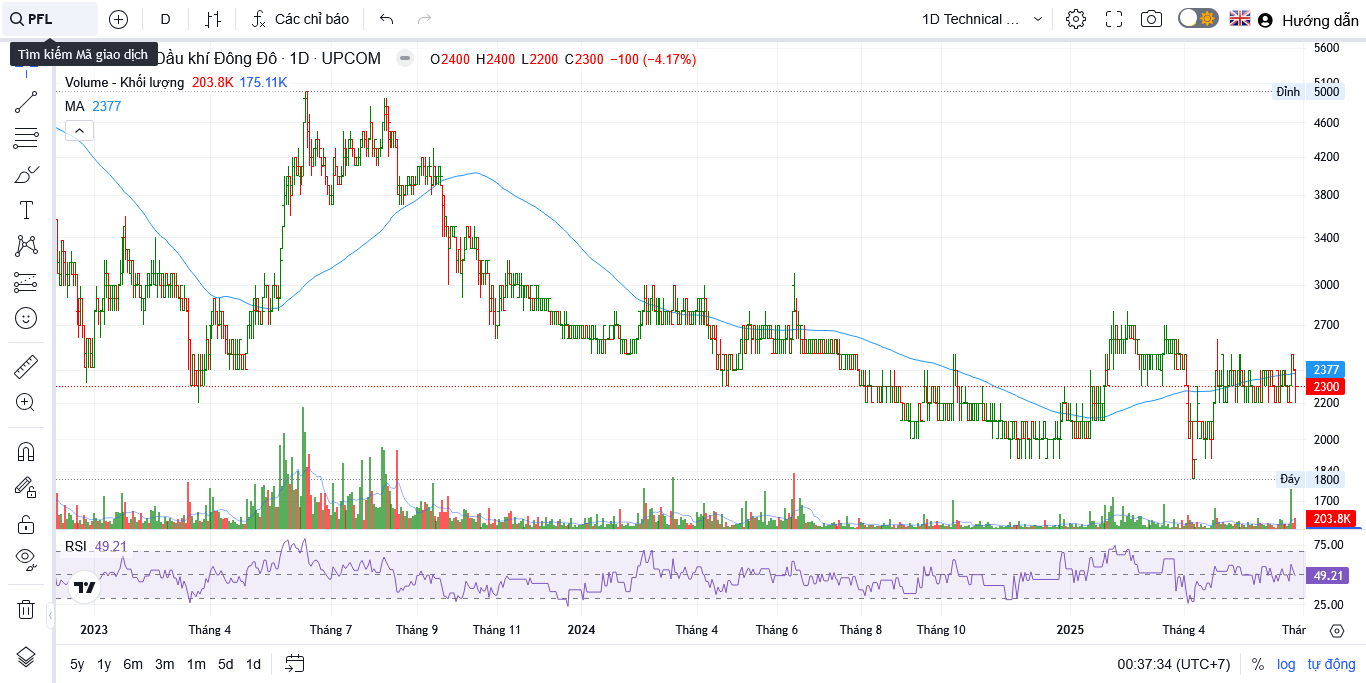 PFL
D
Các chỉ báo
1D Technical ...
Hướng dẫn
Tìm kiếm Mã giao dịch
Dầu khí Đông Đô · 1D · UPCOM
O2400 H2400 L2200 C2300 −100 (−4.17%)
Volume - Khối lượng 203.8K 175.11K
MA 2377
5600
5100
Đỉnh 5000
4600
4200
3800
3400
3000
2700
2377
2300
2200
2000
1840
Đáy 1800
1700
203.8K
RSI 49.21
75.00
49.21
25.00
2023 Tháng 4 Tháng 7 Tháng 9 Tháng 11 2024 Tháng 4 Tháng 6 Tháng 8 Tháng 10 2025 Tháng 4 Thár
5y 1y 6m 3m 1m 5d 1d
00:37:34 (UTC+7) % log tự động